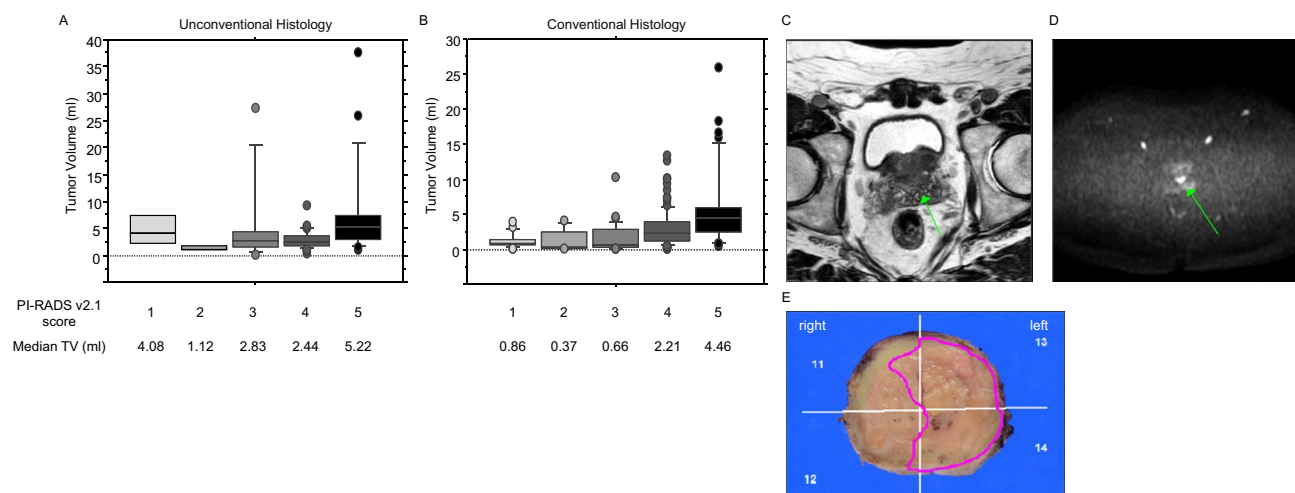 A
Unconventional Histology
Tumor Volume (ml)
40
35
30
25
20
15
10
5
0
B
Conventional Histology
Tumor Volume (ml)
30
25
20
15
10
5
0
PI-RADS v2.1
score
1 2 3 4 5
1 2 3 4 5
Median TV (ml)
4.08 1.12 2.83 2.44 5.22
0.86 0.37 0.66 2.21 4.46
C
D
E
right
left
13
11
14
12